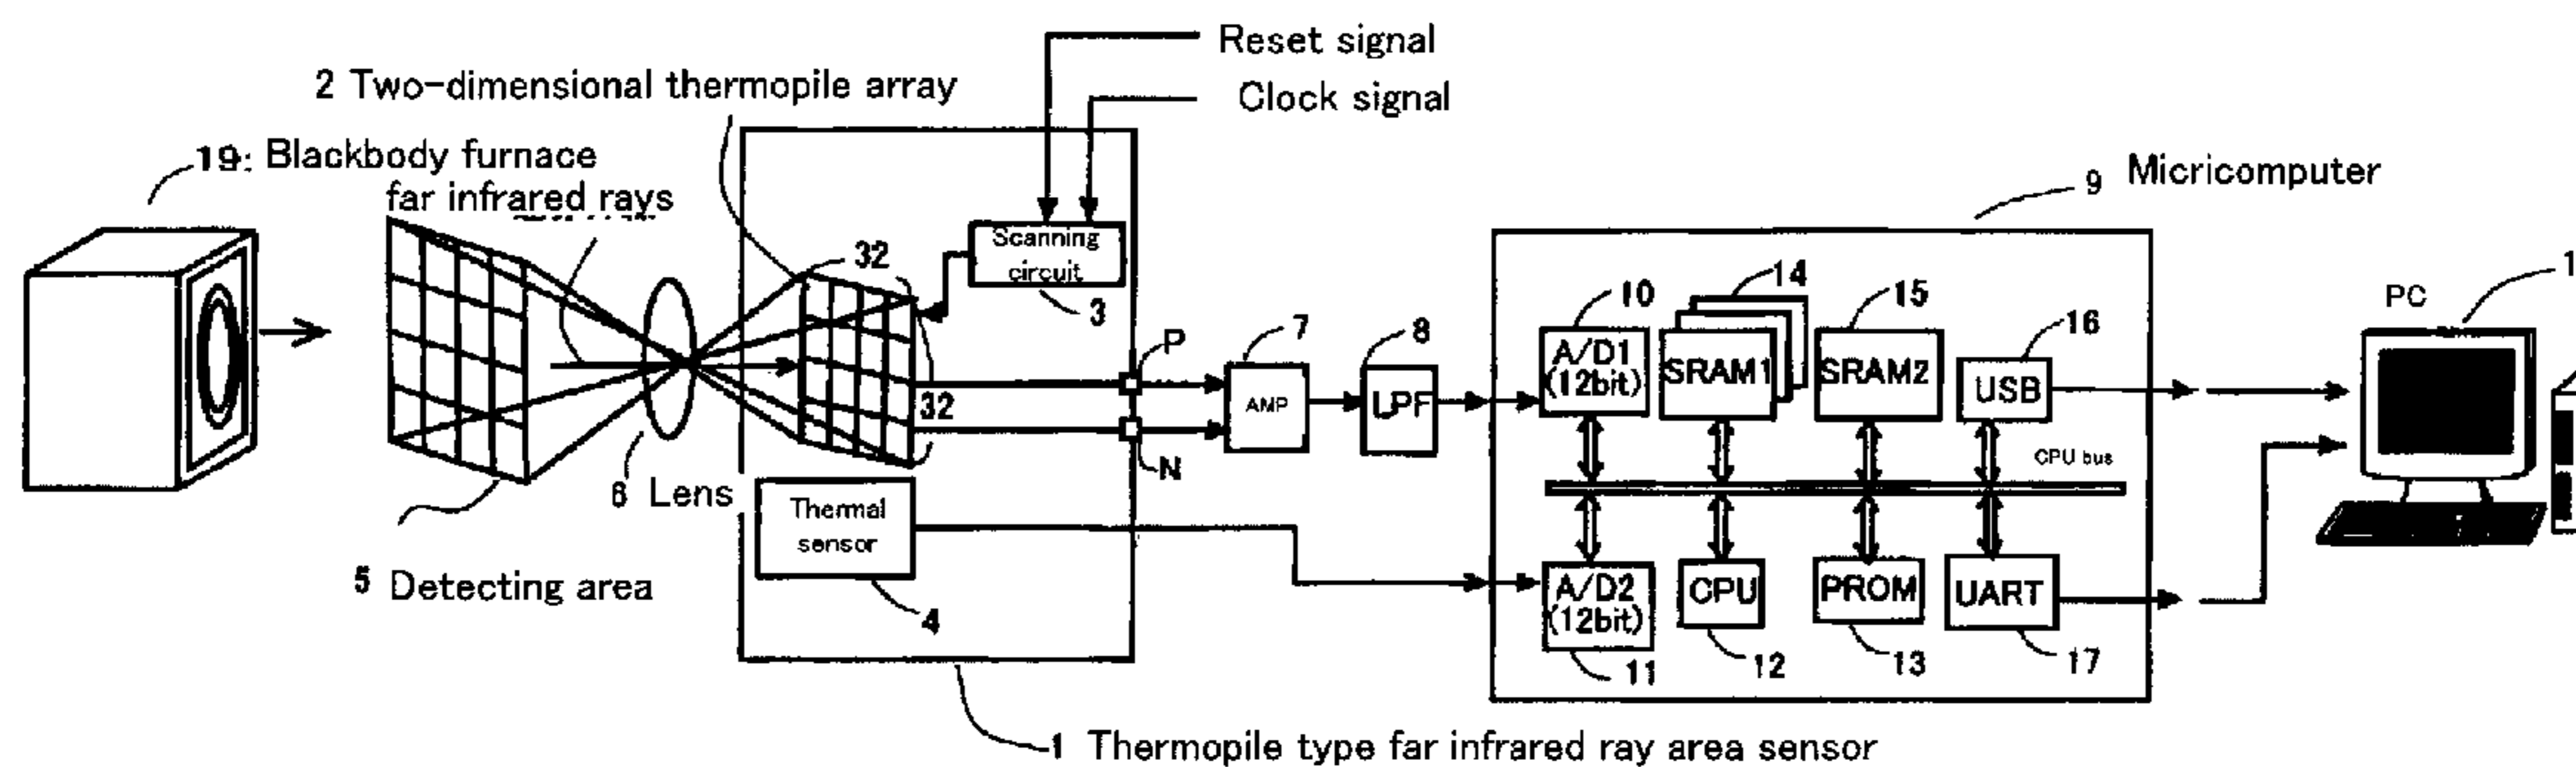 Reset signal
2 Two-dimensional thermopile array
Clock signal
19: Blackbody furnace
far infrared rays
9 Micricomputer
Scanning
circuit
3
32
32
P
N
7
AMP
8
LPF
10
A/D1
(12bit)
14
SRAM1
15
SRAM2
16
USB
PC
1
CPU bus
6 Lens
Thermal
sensor
4
5 Detecting area
A/D2
(12bit)
11
CPU
12
PROM
13
UART
17
1 Thermopile type far infrared ray area sensor